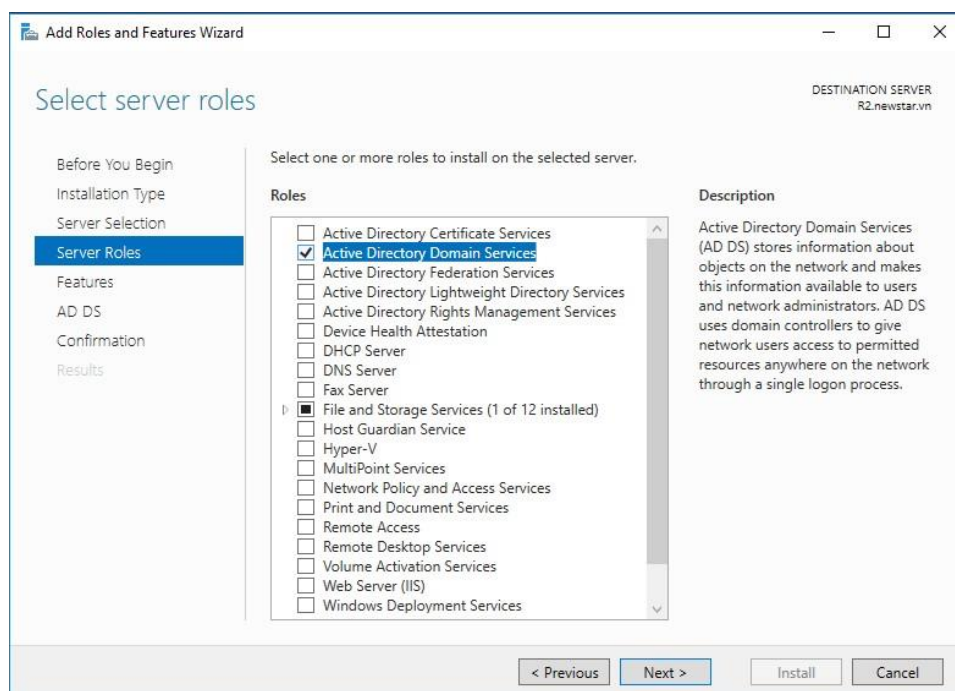 Add Roles and Features Wizard
Select server roles
DESTINATION SERVER
R2.newstar.vn
Before You Begin
Installation Type
Server Selection
Server Roles
Features
AD DS
Confirmation
Results
Select one or more roles to install on the selected server.
Roles
Active Directory Certificate Services
Active Directory Domain Services
Active Directory Federation Services
Active Directory Lightweight Directory Services
Active Directory Rights Management Services
Device Health Attestation
DHCP Server
DNS Server
Fax Server
File and Storage Services (1 of 12 installed)
Host Guardian Service
Hyper-V
MultiPoint Services
Network Policy and Access Services
Print and Document Services
Remote Access
Remote Desktop Services
Volume Activation Services
Web Server (IIS)
Windows Deployment Services
Description
Active Directory Domain Services
(AD DS) stores information about
objects on the network and makes
this information available to users
and network administrators. AD DS
uses domain controllers to give
network users access to permitted
resources anywhere on the network
through a single logon process.
< Previous
Next >
Install
Cancel